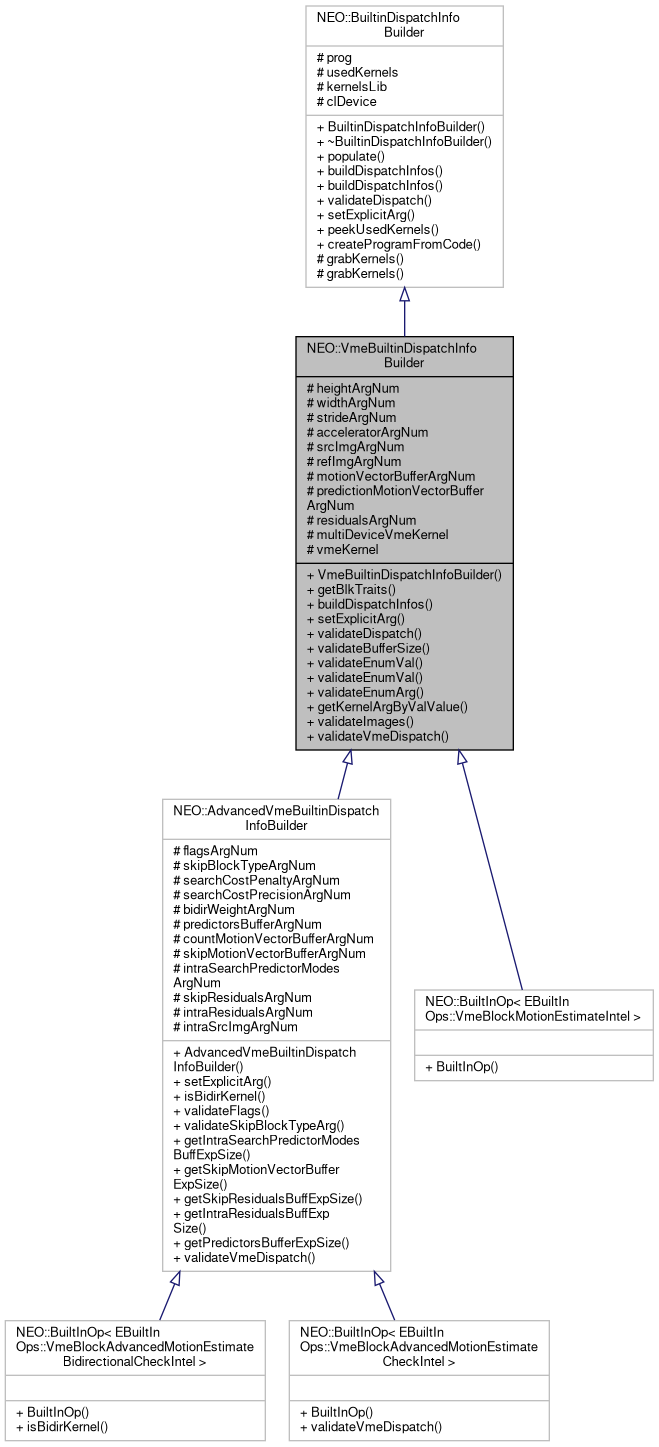 NEO::BuiltinDispatchInfo
Builder
# prog
# usedKernels
# kernelsLib
# clDevice
+ BuiltinDispatchInfoBuilder()
+ ~BuiltinDispatchInfoBuilder()
+ populate()
+ buildDispatchInfos()
+ buildDispatchInfos()
+ validateDispatch()
+ setExplicitArg()
+ peekUsedKernels()
+ createProgramFromCode()
# grabKernels()
# grabKernels()
NEO::VmeBuiltinDispatchInfo
Builder
# heightArgNum
# widthArgNum
# strideArgNum
# acceleratorArgNum
# srcImgArgNum
# refImgArgNum
# motionVectorBufferArgNum
# predictionMotionVectorBuffer
ArgNum
# residualsArgNum
# multiDeviceVmeKernel
# vmeKernel
+ VmeBuiltinDispatchInfoBuilder()
+ getBlkTraits()
+ buildDispatchInfos()
+ setExplicitArg()
+ validateDispatch()
+ validateBufferSize()
+ validateEnumVal()
+ validateEnumVal()
+ validateEnumArg()
+ getKernelArgByValValue()
+ validateImages()
+ validateVmeDispatch()
NEO::AdvancedVmeBuiltinDispatch
InfoBuilder
# flagsArgNum
# skipBlockTypeArgNum
# searchCostPenaltyArgNum
# searchCostPrecisionArgNum
# bidirWeightArgNum
# predictorsBufferArgNum
# countMotionVectorBufferArgNum
# skipMotionVectorBufferArgNum
# intraSearchPredictorModes
ArgNum
# skipResidualsArgNum
# intraResidualsArgNum
# intraSrcImgArgNum
+ AdvancedVmeBuiltinDispatch
InfoBuilder()
+ setExplicitArg()
+ isBidirKernel()
+ validateFlags()
+ validateSkipBlockTypeArg()
+ getIntraSearchPredictorModes
BuffExpSize()
+ getSkipMotionVectorBuffer
ExpSize()
+ getSkipResidualsBuffExpSize()
+ getIntraResidualsBuffExp
Size()
+ getPredictorsBufferExpSize()
+ validateVmeDispatch()
NEO::BuiltInOp< EBuiltIn
Ops::VmeBlockMotionEstimateIntel >
+ BuiltInOp()
NEO::BuiltInOp< EBuiltIn
Ops::VmeBlockAdvancedMotionEstimate
BidirectionalCheckIntel >
+ BuiltInOp()
+ isBidirKernel()
NEO::BuiltInOp< EBuiltIn
Ops::VmeBlockAdvancedMotionEstimate
CheckIntel >
+ BuiltInOp()
+ validateVmeDispatch()